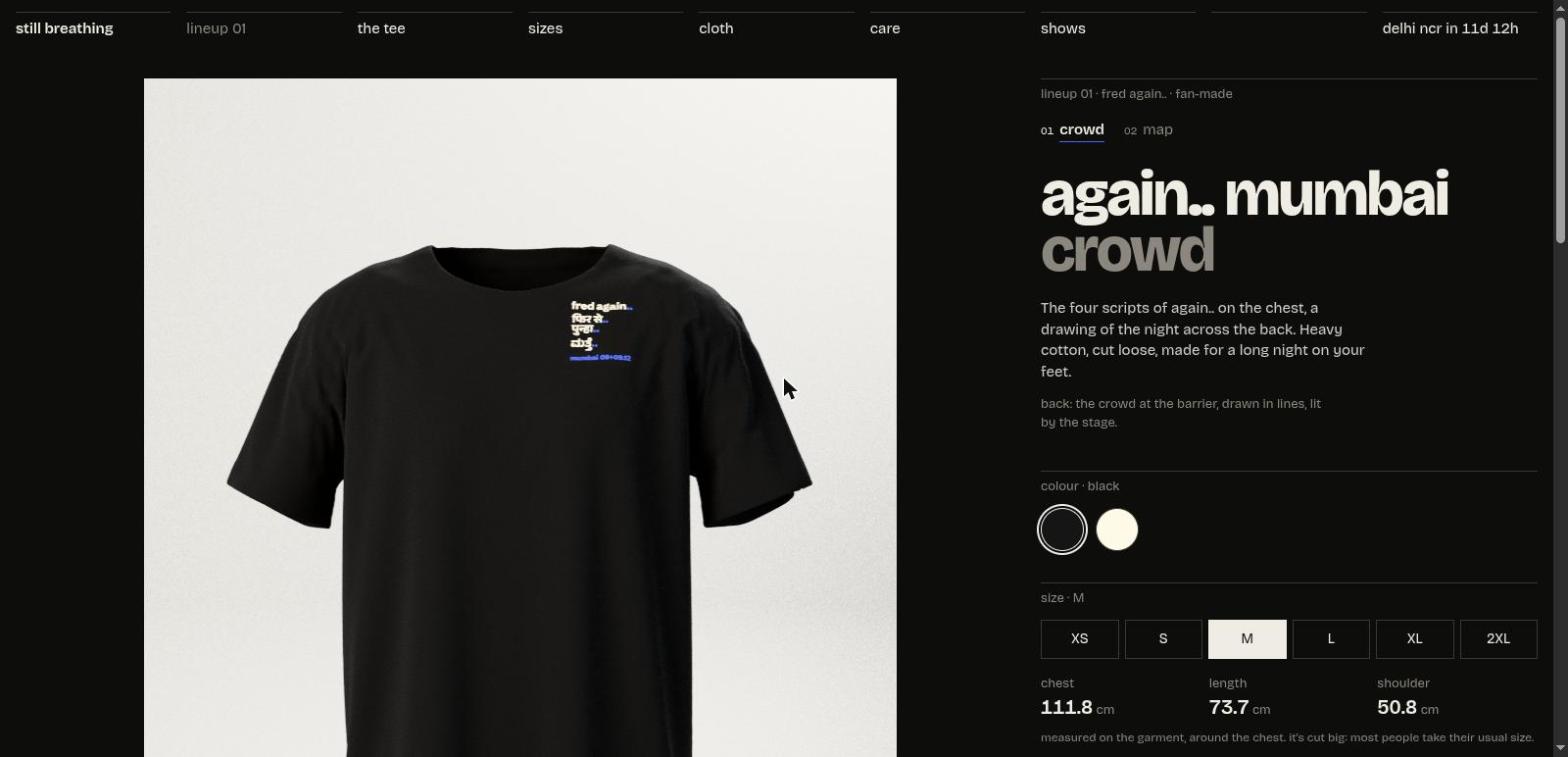 still breathing
lineup 01
the tee
sizes
cloth
care
shows
delhi ncr in 11d 12h
fred again..
फिर से..
पुन्हा..
lineup 01 · fred again.. · fan-made
01 crowd 02 map
again.. mumbai
crowd
The four scripts of again.. on the chest, a
drawing of the night across the back. Heavy
cotton, cut loose, made for a long night on your
feet.
back: the crowd at the barrier, drawn in lines, lit
by the stage.
colour · black
size · M
XS S M L XL 2XL
chest length shoulder
111.8 cm 73.7 cm 50.8 cm
measured on the garment, around the chest. it's cut big: most people take their usual size.